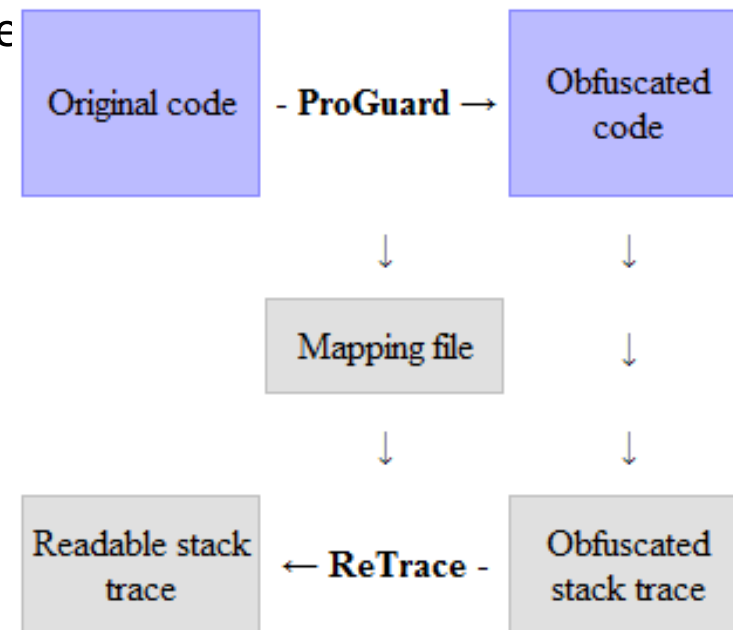 Original code - ProGuard → Obfuscated
code
↓ ↓
Mapping file ↓
↓ ↓
Readable stack
trace
← ReTrace -
Obfuscated
stack trace